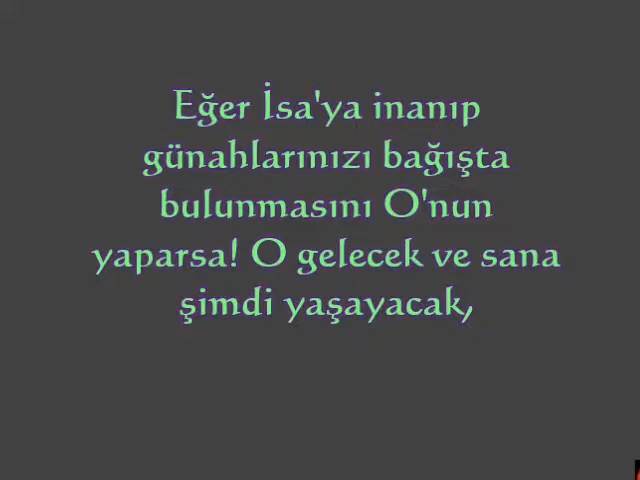 Eğer İsa'ya inanıp
günahlarınızı bağışta
bulunmasını O'nun
yaparsa! O gelecek ve sana
şimdi yaşayacak,